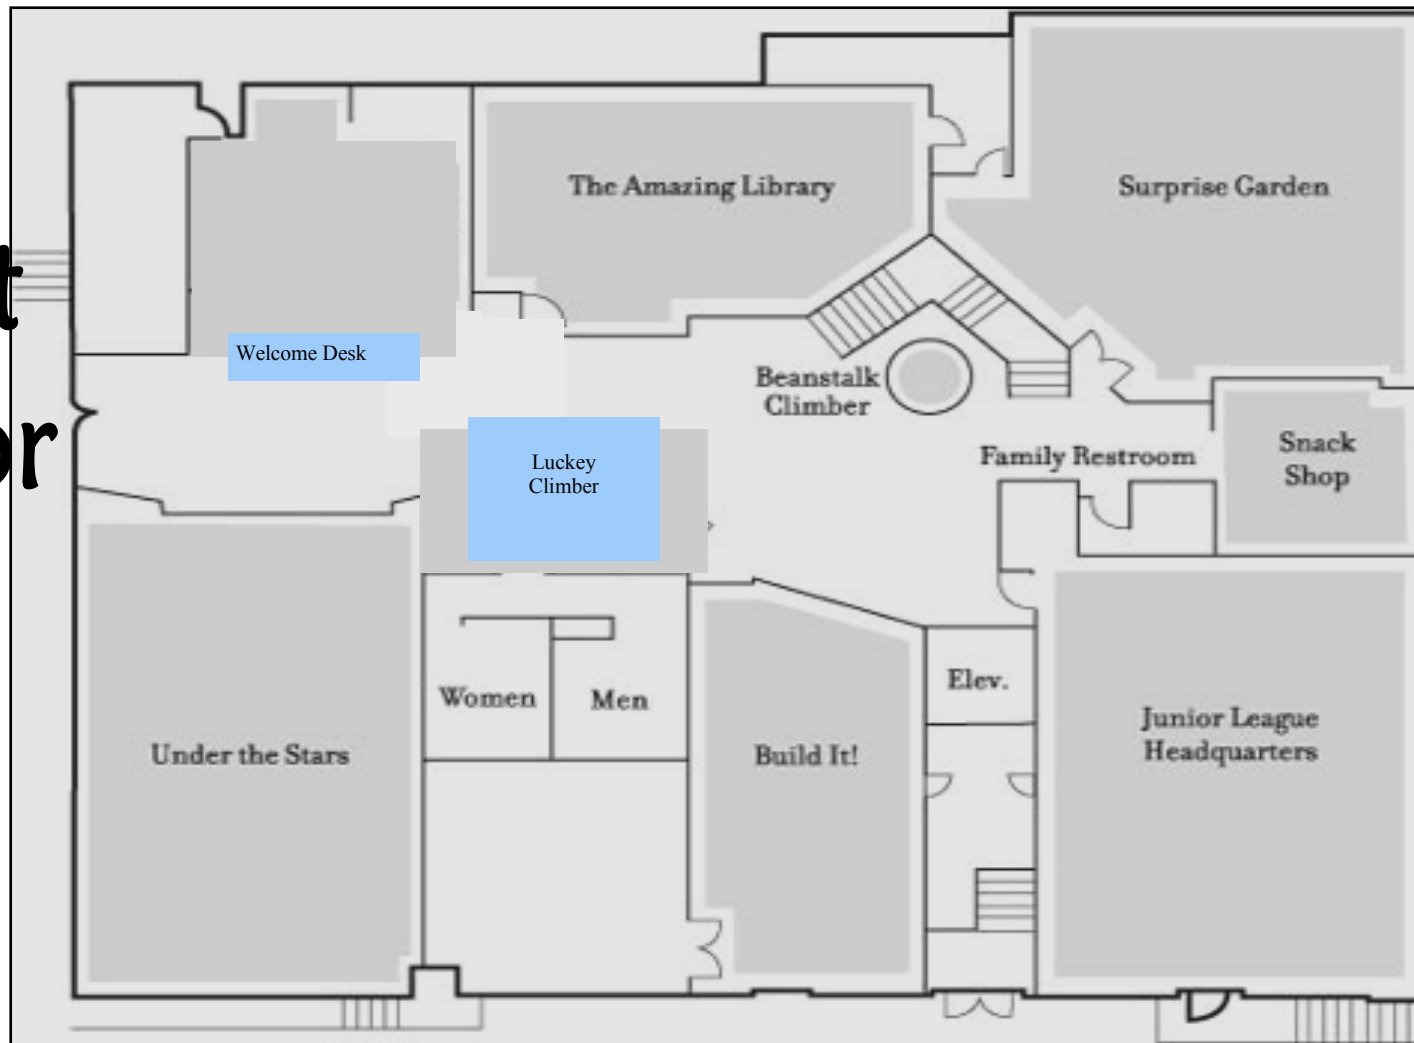 The Amazing Library
Surprise Garden
Welcome Desk
Beanstalk
Climber
Luckey
Climber
Family Restroom
Snack
Shop
Women
Men
Elev.
Under the Stars
Build It!
Junior League
Headquarters